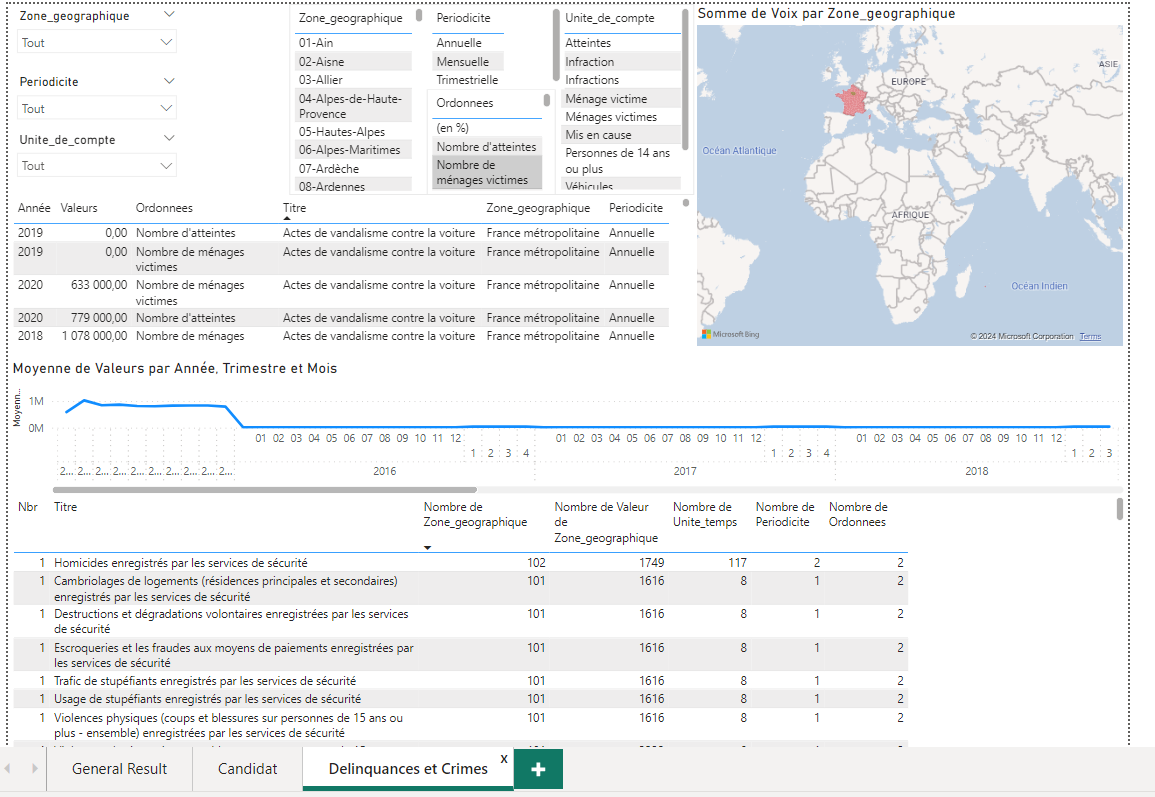 Zone_geographique
Tout
Periodicite
Tout
Unite_de_compte
Tout
Zone_geographique
01-Ain
02-Aisne
03-Allier
04-Alpes-de-Haute-
Provence
05-Hautes-Alpes
06-Alpes-Maritimes
07-Ardèche
08-Ardennes
Periodicite
Annuelle
Mensuelle
Trimestrielle
Ordonnees
(en %)
Nombre d'atteintes
Nombre de
ménages victimes
Unite_de_compte
Atteintes
Infraction
Infractions
Ménage victime
Ménages victimes
Mis en cause
Personnes de 14 ans
ou plus
Véhicules
Somme de Voix par Zone_geographique
ASIE
EUROPE
Océan Atlantique
AFRIQUE
Océan Indien
Microsoft Bing
© 2024 Microsoft Corporation Terms
Année Valeurs Ordonnees Titre Zone_geographique Periodicite
2019 0,00 Nombre d'atteintes Actes de vandalisme contre la voiture France métropolitaine Annuelle
2019 0,00 Nombre de ménages Actes de vandalisme contre la voiture France métropolitaine Annuelle
victimes
2020 633 000,00 Nombre de ménages Actes de vandalisme contre la voiture France métropolitaine Annuelle
victimes
2020 779 000,00 Nombre d'atteintes Actes de vandalisme contre la voiture France métropolitaine Annuelle
2018 1 078 000,00 Nombre de ménages Actes de vandalisme contre la voiture France métropolitaine Annuelle
Moyenne de Valeurs par Année, Trimestre et Mois
Moyenn...
1M
0M
01 02 03 04 05 06 07 08 09 10 11 12 01 02 03 04 05 06 07 08 09 10 11 12 01 02 03 04 05 06 07 08 09 10 11 12
1 2 3 4 1 2 3 4 1 2 3
2... 2... 2... 2... 2... 2... 2... 2... 2... 2... 2016 2017 2018
Nbr Titre Nombre de Nombre de Valeur Nombre de Nombre de Nombre de
Zone_geographique de Unite_temps Periodicite Ordonnees
Zone_geographique
1 Homicides enregistrés par les services de sécurité 102 1749 117 2 2
1 Cambriolages de logements (résidences principales et secondaires) 101 1616 8 1 2
enregistrés par les services de sécurité
1 Destructions et dégradations volontaires enregistrées par les services 101 1616 8 1 2
de sécurité
1 Escroqueries et les fraudes aux moyens de paiements enregistrées par 101 1616 8 1 2
les services de sécurité
1 Trafic de stupéfiants enregistrés par les services de sécurité 101 1616 8 1 2
1 Usage de stupéfiants enregistrés par les services de sécurité 101 1616 8 1 2
1 Violences physiques (coups et blessures sur personnes de 15 ans ou 101 1616 8 1 2
plus - ensemble) enregistrées par les services de sécurité
General Result Candidat Delinquances et Crimes x +